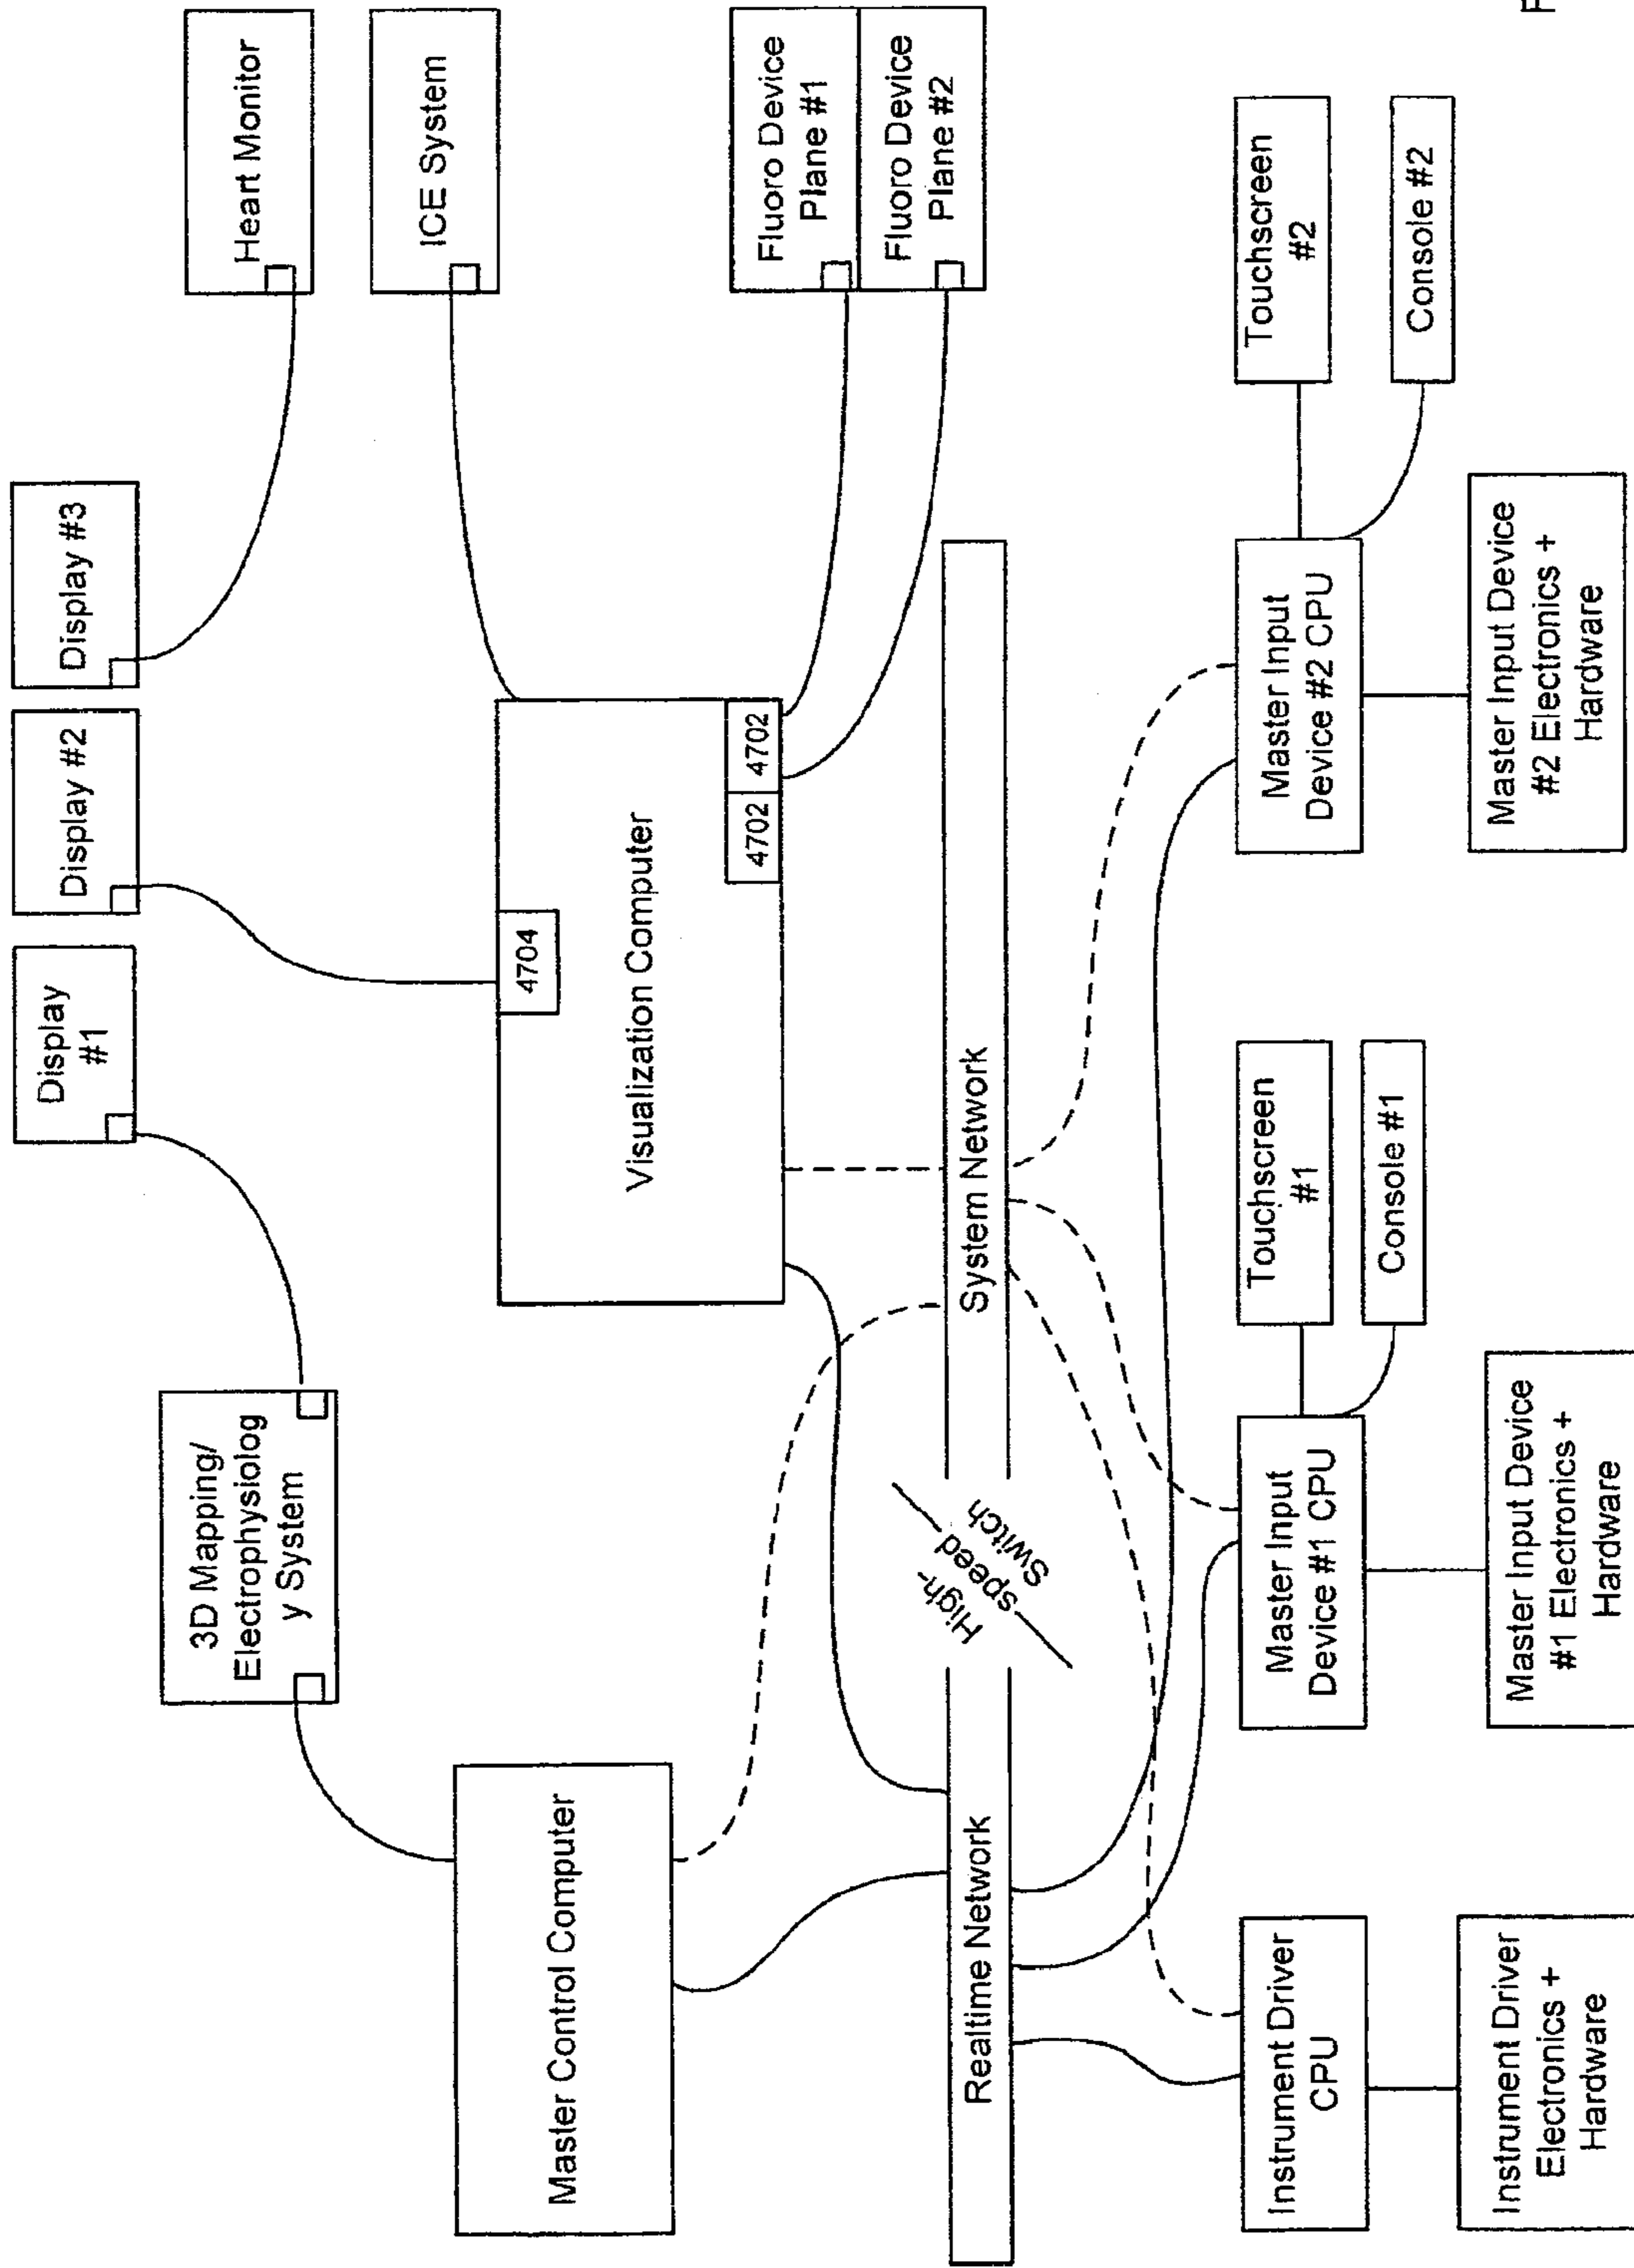 Display
#1
Display #2
Display #3
3D Mapping/
Electrophysiolog
y System
Heart Monitor
ICE System
Master Control Computer
Visualization Computer
4704
4702
4702
Fluoro Device
Plane #1
Fluoro Device
Plane #2
Realtime Network
High-
speed
Switch
System Network
Instrument Driver
CPU
Instrument Driver
Electronics +
Hardware
Master Input
Device #1 CPU
Touchscreen
#1
Console #1
Master Input Device
#1 Electronics +
Hardware
Master Input
Device #2 CPU
Touchscreen
#2
Console #2
Master Input Device
#2 Electronics +
Hardware